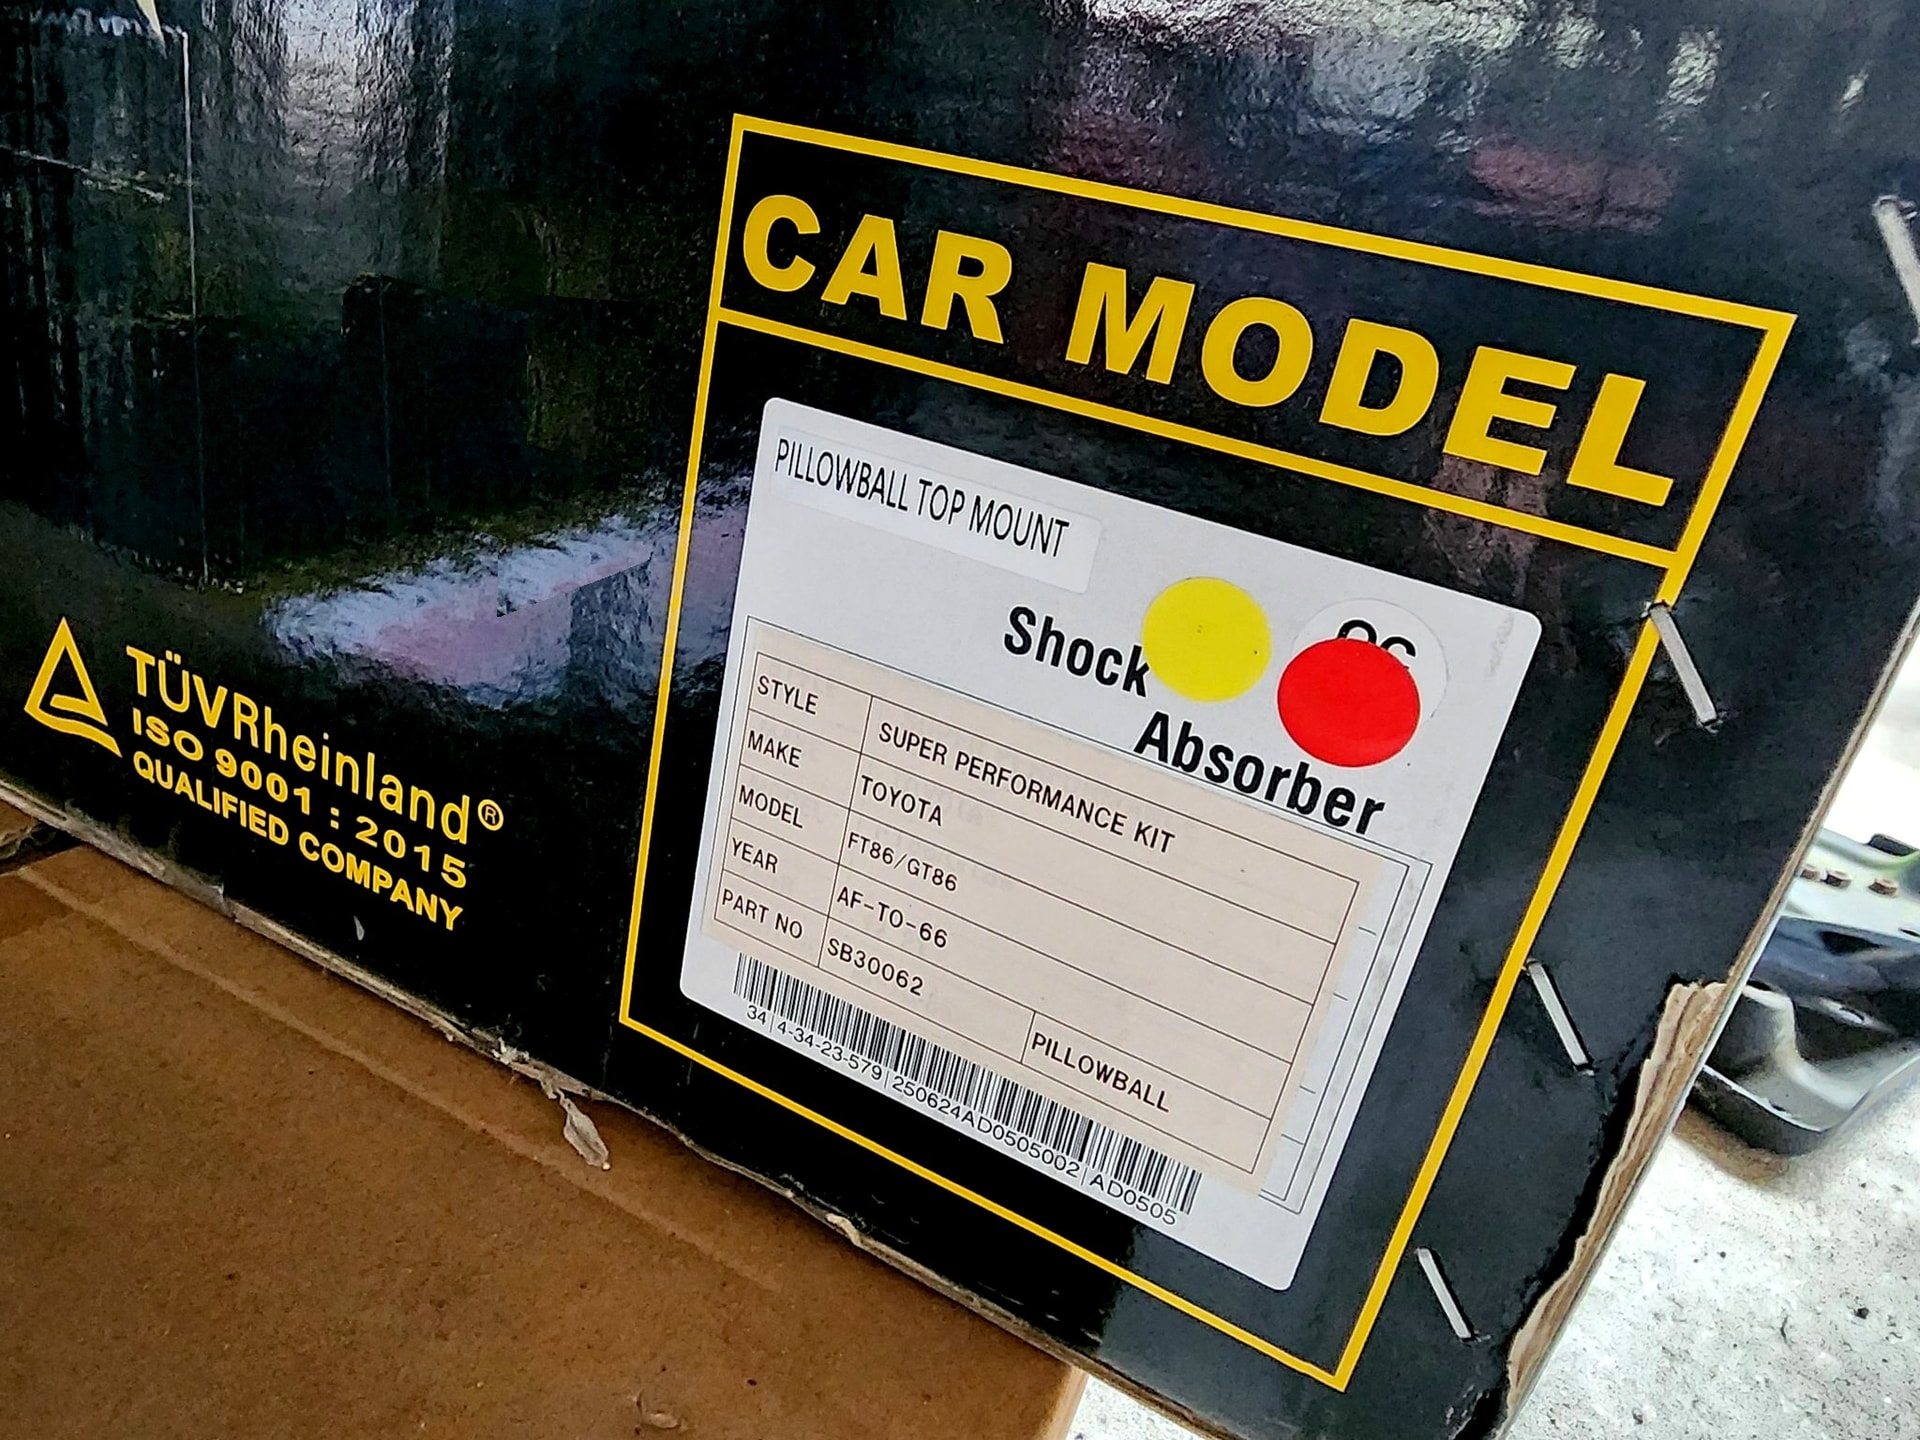 CAR MODEL
PILLOWBALL TOP MOUNT
Shock
Absorber
STYLE SUPER PERFORMANCE KIT
MAKE TOYOTA
MODEL FT86/GT86
YEAR AF-TO-66
PART NO SB30062 PILLOWBALL
34|4-34-23-579|250624AD0505002|AD0505
TÜVRheinland®
ISO 9001 : 2015
QUALIFIED COMPANY